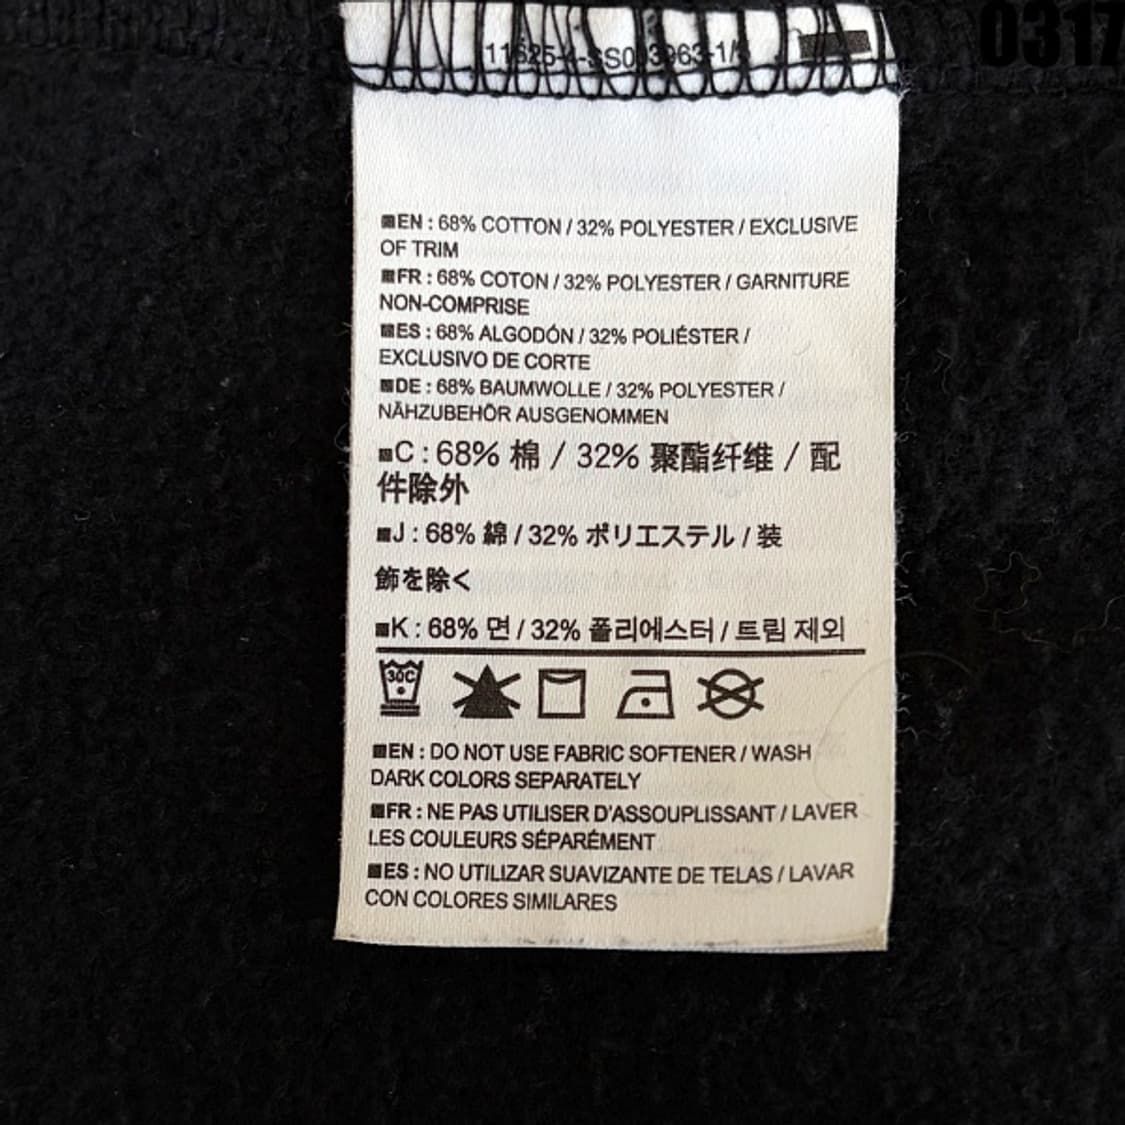 0317
■EN : 68% COTTON / 32% POLYESTER / EXCLUSIVE
OF TRIM
■FR : 68% COTON / 32% POLYESTER / GARNITURE
NON-COMPRISE
■ES : 68% ALGODÓN / 32% POLIÉSTER /
EXCLUSIVO DE CORTE
■DE : 68% BAUMWOLLE / 32% POLYESTER /
NÄHZUBEHÖR AUSGENOMMEN
■C : 68% 棉 / 32% 聚酯纤维 / 配
件除外
■J : 68% 綿 / 32% ポリエステル / 装
飾を除く
■K : 68% 면 / 32% 폴리에스터 / 트림 제외
30C
■EN : DO NOT USE FABRIC SOFTENER / WASH
DARK COLORS SEPARATELY
■FR : NE PAS UTILISER D'ASSOUPLISSANT / LAVER
LES COULEURS SÉPARÉMENT
■ES : NO UTILIZAR SUAVIZANTE DE TELAS / LAVAR
CON COLORES SIMILARES